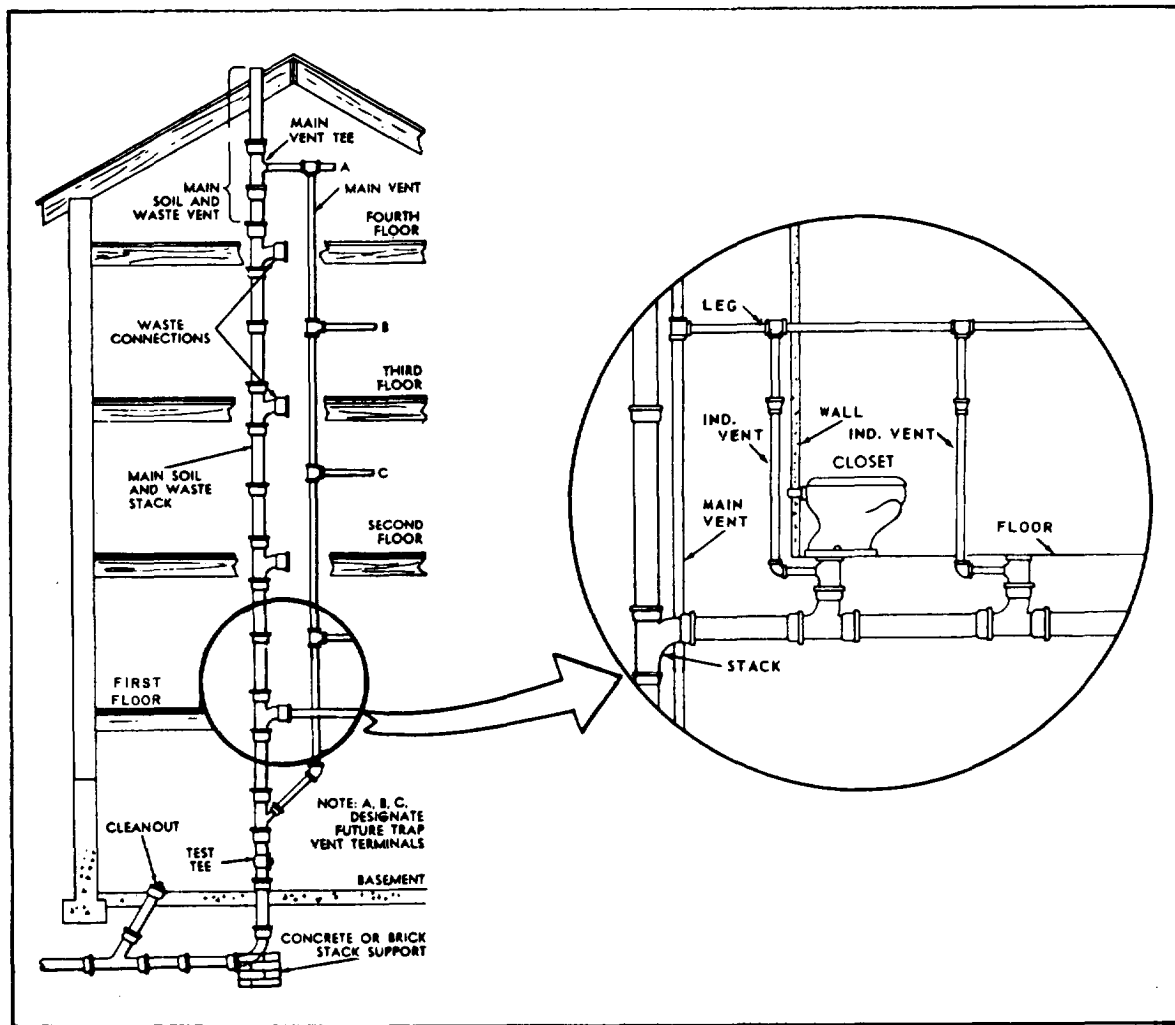 MAIN
VENT TEE
A
MAIN
SOIL AND
WASTE VENT
MAIN VENT
FOURTH
FLOOR
WASTE
CONNECTIONS
B
THIRD
FLOOR
MAIN SOIL
AND WASTE
STACK
C
SECOND
FLOOR
FIRST
FLOOR
NOTE: A, B, C,
DESIGNATE
FUTURE TRAP
VENT TERMINALS
CLEANOUT
TEST
TEE
BASEMENT
CONCRETE OR BRICK
STACK SUPPORT
LEG
IND.
VENT
WALL
IND. VENT
CLOSET
MAIN
VENT
FLOOR
STACK